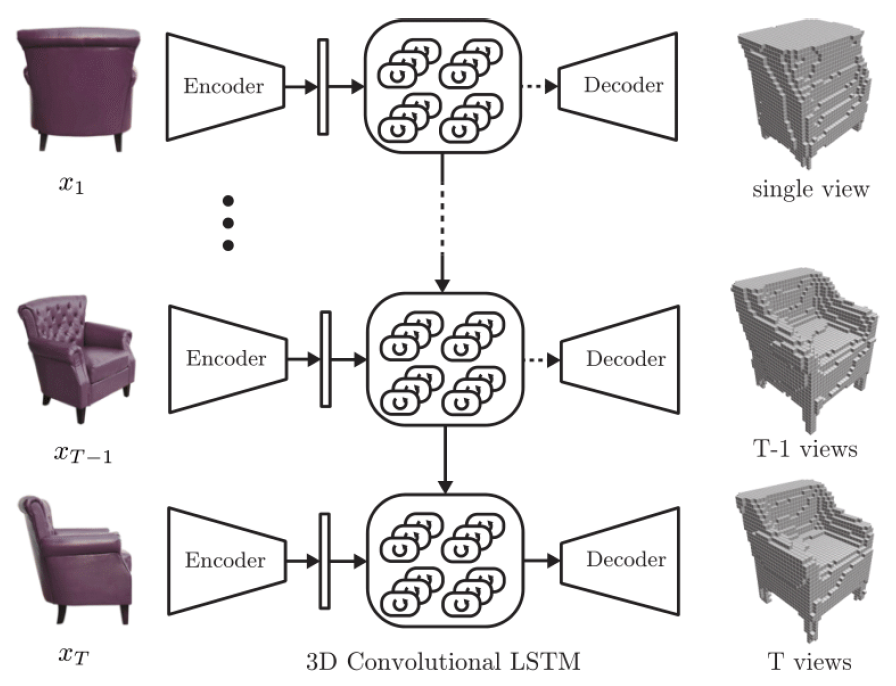 Encoder
Decoder
x_1
single view
Encoder
Decoder
x_{T-1}
T-1 views
Encoder
Decoder
x_T
3D Convolutional LSTM
T views